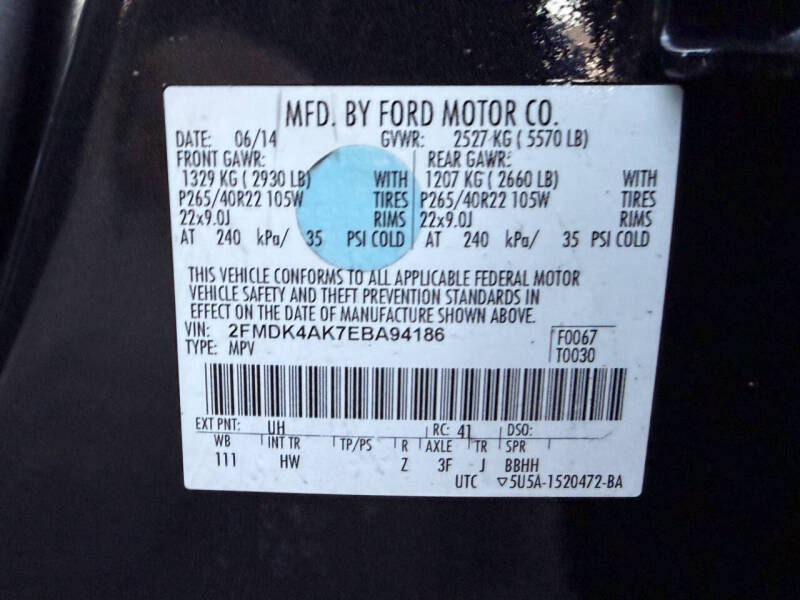 MFD. BY FORD MOTOR CO.
DATE: 06/14 GVWR: 2527 KG ( 5570 LB)
FRONT GAWR: REAR GAWR:
1329 KG ( 2930 LB) WITH 1207 KG ( 2660 LB) WITH
P265/40R22 105W TIRES P265/40R22 105W TIRES
22x9.0J RIMS 22x9.0J RIMS
AT 240 kPa/ 35 PSI COLD AT 240 kPa/ 35 PSI COLD
THIS VEHICLE CONFORMS TO ALL APPLICABLE FEDERAL MOTOR
VEHICLE SAFETY AND THEFT PREVENTION STANDARDS IN
EFFECT ON THE DATE OF MANUFACTURE SHOWN ABOVE.
VIN: 2FMDK4AK7EBA94186 F0067
TYPE: MPV T0030
EXT PNT: UH RC: 41 DSO:
WB INT TR TP/PS R AXLE TR SPR
111 HW Z 3F J BBHH
UTC ▽5U5A-1520472-BA